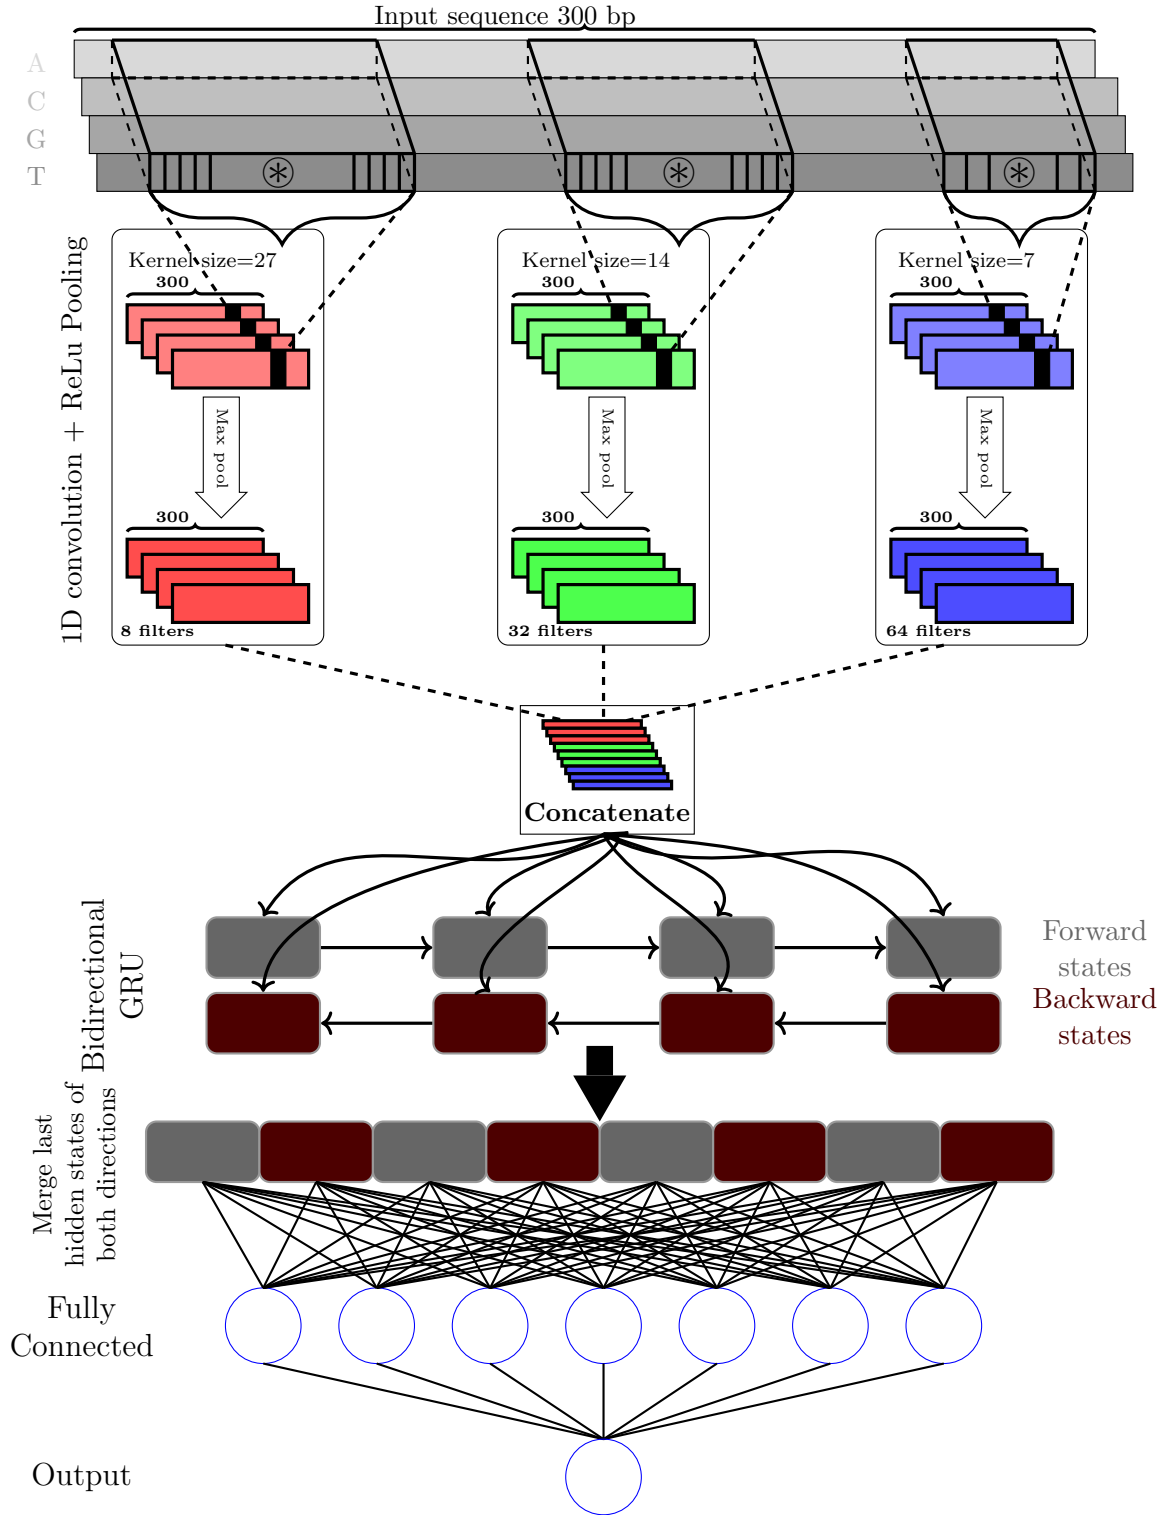 Input sequence 300 bp
A
C
G
T
1D convolution + ReLu Pooling
Kernel size=27
300
Max pool
300
8 filters
Kernel size=14
300
Max pool
300
32 filters
Kernel size=7
300
Max pool
300
64 filters
Concatenate
Bidirectional
GRU
Forward
states
Backward
states
Merge last
hidden states of
both directions
Fully
Connected
Output